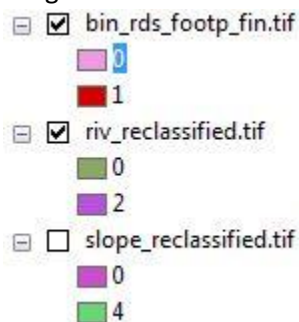 bin_rds_footp_fin.tif
0
1
riv_reclassified.tif
0
2
slope_reclassified.tif
0
4